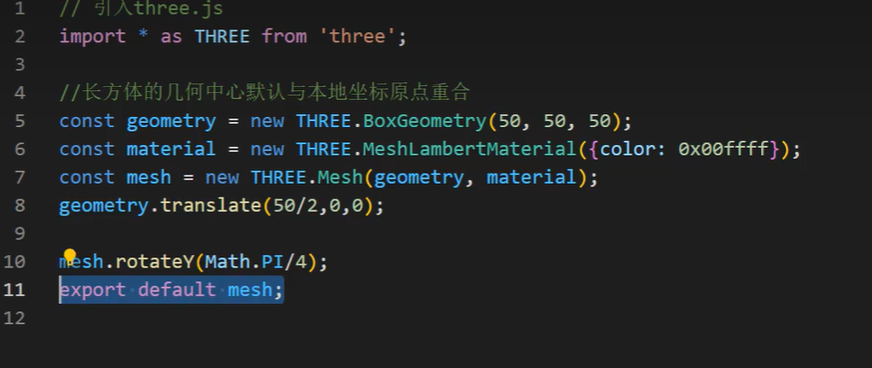 1 // 引入three.js
2 import * as THREE from 'three';
3
4 //长方体的几何中心默认与本地坐标原点重合
5 const geometry = new THREE.BoxGeometry(50, 50, 50);
6 const material = new THREE.MeshLambertMaterial({color: 0x00ffff});
7 const mesh = new THREE.Mesh(geometry, material);
8 geometry.translate(50/2,0,0);
9
10 mesh.rotateY(Math.PI/4);
11 export default mesh;
12